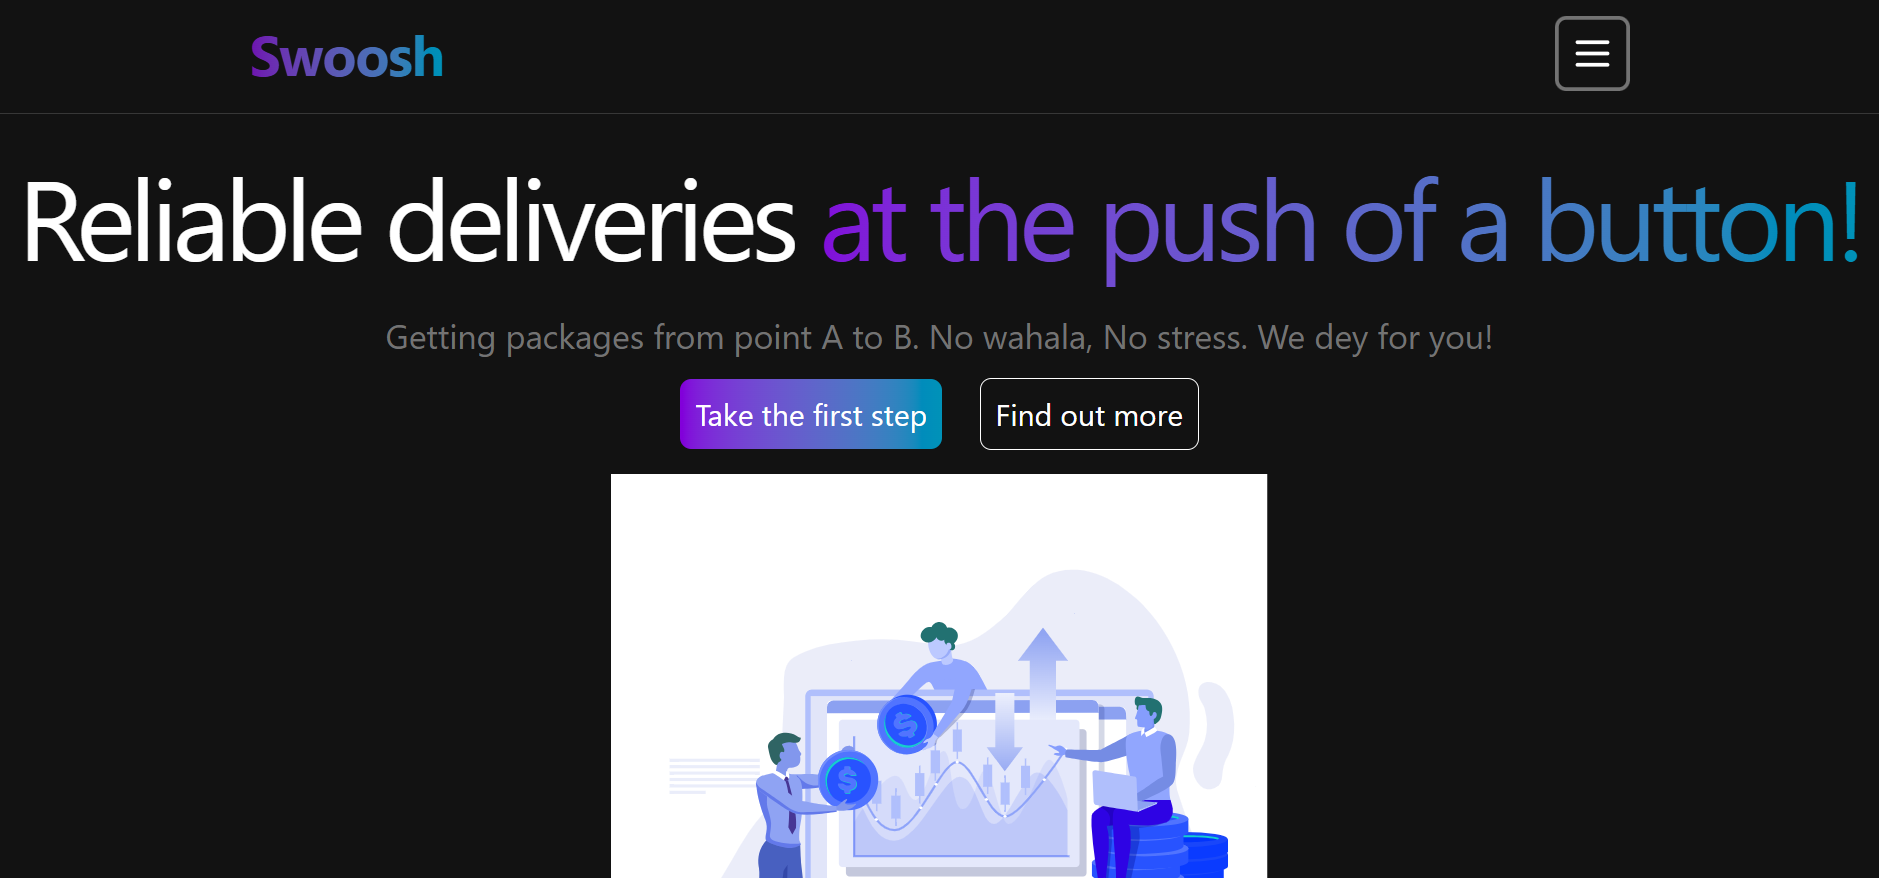 Swoosh
Reliable deliveries at the push of a button!
Getting packages from point A to B. No wahala, No stress. We dey for you!
Take the first step
Find out more
$
$